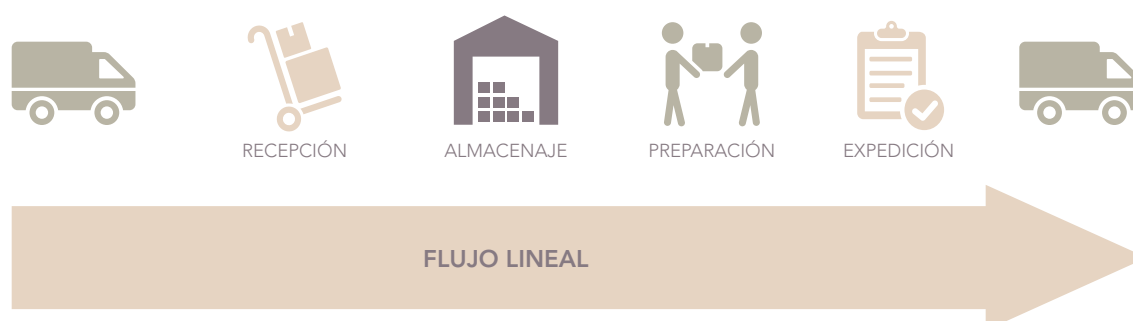 RECEPCIÓN
ALMACENAJE
PREPARACIÓN
EXPEDICIÓN
FLUJO LINEAL